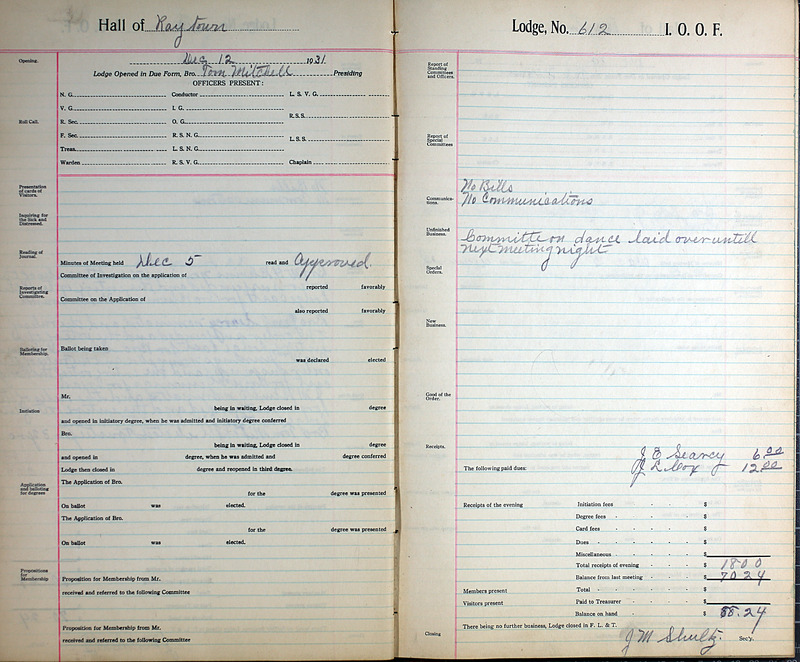 Hall of Raytown
Opening.
Dec 12 1931
Lodge Opened in Due Form, Bro. Tom Mitchell Presiding
OFFICERS PRESENT:
Roll Call.
N. G. Conductor L. S. V. G.
V. G. I. G.
R. S. S.
R. Sec. O. G.
F. Sec. R. S. N. G.
L. S. S.
Treas. L. S. N. G.
Warden R. S. V. G. Chaplain
Presentation of cards of Visitors.
Inquiring for the Sick and Distressed.
Reading of Journal.
Minutes of Meeting held Dec 5 read and Approved.
Committee of Investigation on the application of
reported favorably
Reports of Investigating Committee.
Committee on the Application of
also reported favorably
Balloting for Membership.
Ballot being taken
was declared elected
Mr.
being in waiting, Lodge closed in degree
Initiation
and opened in initiatory degree, when he was admitted and initiatory degree conferred
Bro.
being in waiting, Lodge closed in degree
and opened in degree, when he was admitted and degree conferred
Lodge then closed in degree and reopened in third degree.
Application and balloting for degrees
The Application of Bro.
for the degree was presented
On ballot was elected.
The Application of Bro.
for the degree was presented
On ballot was elected.
Propositions for Membership
Proposition for Membership from Mr.
received and referred to the following Committee
Proposition for Membership from Mr.
received and referred to the following Committee
Lodge, No. 612 I. O. O. F.
Report of Standing Committees and Officers.
Report of Special Committees
No Bills
Communications.
No Communications
Unfinished Business.
Committe on dance laid over untill
next meeting night
Special Orders.
New Business.
Good of the Order.
Receipts.
J B Searcy 6.00
The following paid dues: J L Cox 12.00
Receipts of the evening Initiation fees $
Degree fees $
Card fees $
Dues $
Miscellaneous $
Total receipts of evening $ 18.00
Balance from last meeting $ 70.24
Members present Total $
Visitors present Paid to Treasurer $
Balance on hand $ 88.24
There being no further business, Lodge closed in F. L. & T.
Closing J M Shultz Sec'y.